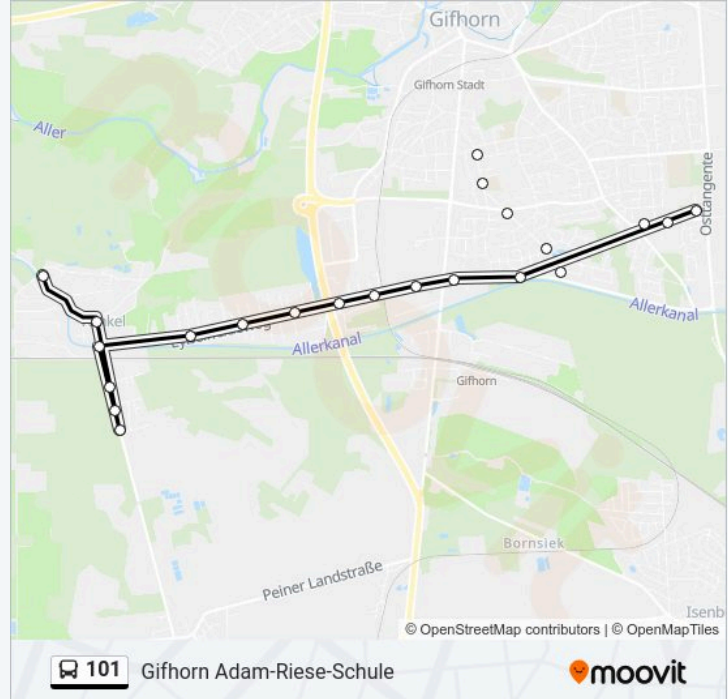 Gifhorn
Gifhorn Stadt
Aller
Osttangente
Allerkanal
Allerkanal
Gifhorn
Bornsiek
Peiner Landstraße
Isenb
© OpenStreetMap contributors | © OpenMapTiles
101 Gifhorn Adam-Riese-Schule moovit